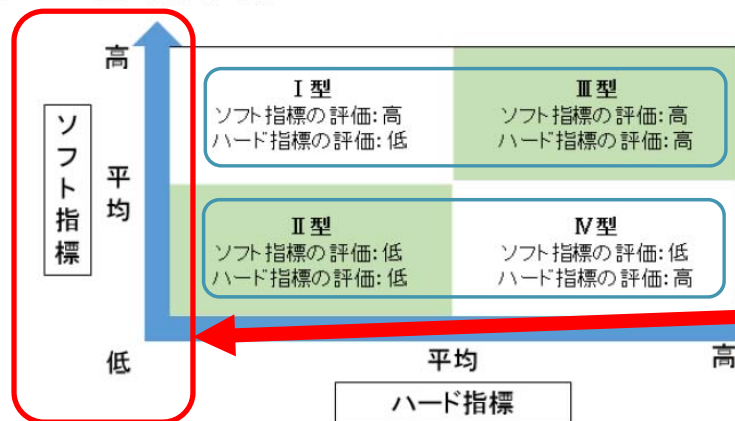 高
ソフト指標
平均
低
Ⅰ型
ソフト指標の評価:高
ハード指標の評価:低
Ⅲ型
ソフト指標の評価:高
ハード指標の評価:高
Ⅱ型
ソフト指標の評価:低
ハード指標の評価:低
Ⅳ型
ソフト指標の評価:低
ハード指標の評価:高
平均
高
ハード指標